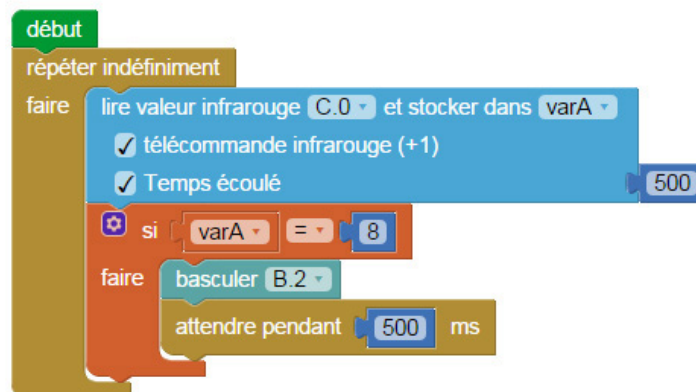 début
répéter indéfiniment
faire lire valeur infrarouge C.0 et stocker dans varA
télécommande infrarouge (+1)
Temps écoulé 500
si varA = 8
faire basculer B.2
attendre pendant 500 ms